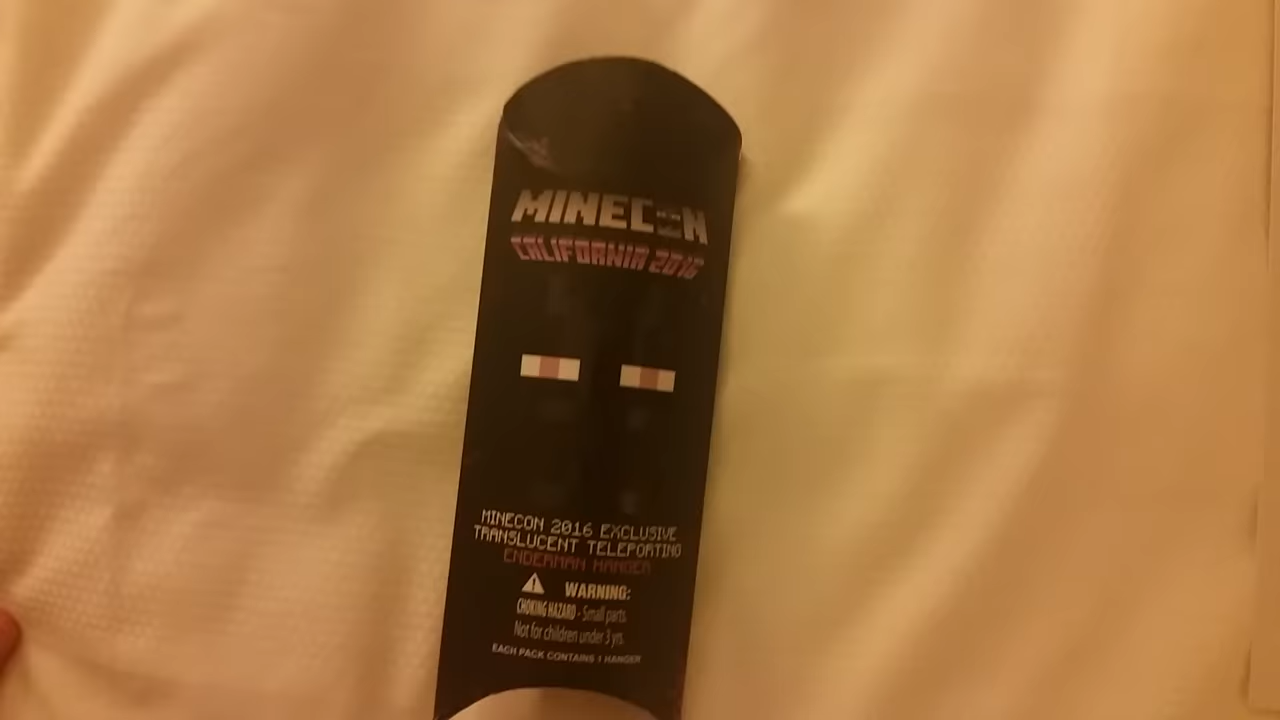 MINECON
CALIFORNIA 2016
MINECON 2016 EXCLUSIVE
TRANSLUCENT TELEPORTING
ENDERMAN HANGER
WARNING:
CHOKING HAZARD - Small parts
Not for children under 3 yrs
EACH PACK CONTAINS 1 HANGER